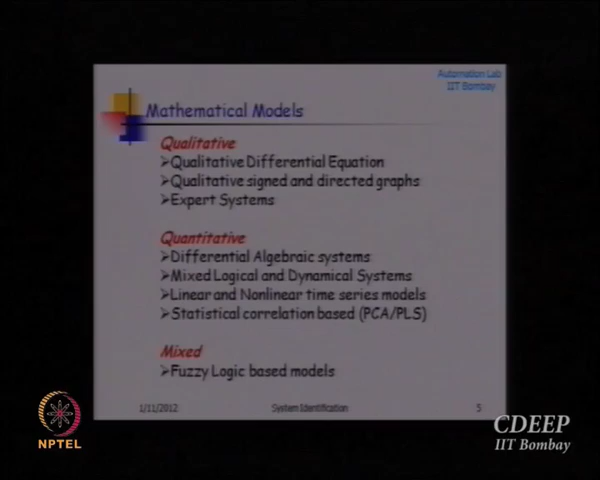 Automation Lab
IIT Bombay
Mathematical Models
Qualitative
➢Qualitative Differential Equation
➢Qualitative signed and directed graphs
➢Expert Systems
Quantitative
➢Differential Algebraic systems
➢Mixed Logical and Dynamical Systems
➢Linear and Nonlinear time series models
➢Statistical correlation based (PCA/PLS)
Mixed
➢Fuzzy Logic based models
1/11/2012 System Identification 5
NPTEL
CDEEP
IIT Bombay